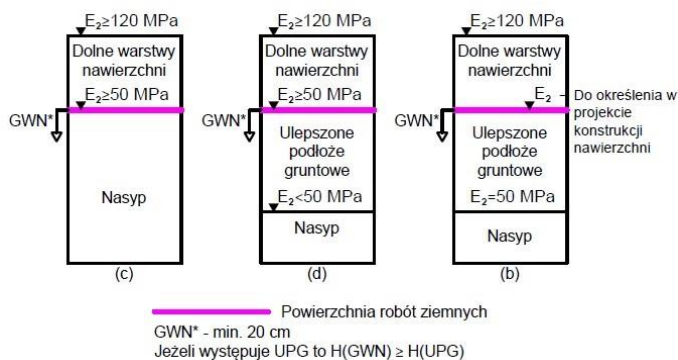 E₂≥120 MPa
Dolne warstwy
nawierzchni
E₂≥50 MPa
GWN*
Nasyp
(c)
E₂≥120 MPa
Dolne warstwy
nawierzchni
E₂≥50 MPa
GWN*
Ulepszone
podłoże
gruntowe
E₂<50 MPa
Nasyp
(d)
E₂≥120 MPa
Dolne warstwy
nawierzchni
E₂ - Do określenia w
projekcie
konstrukcji
nawierzchni
GWN*
Ulepszone
podłoże
gruntowe
E₂=50 MPa
Nasyp
(b)
Powierzchnia robót ziemnych
GWN* - min. 20 cm
Jeżeli występuje UPG to H(GWN) ≥ H(UPG)